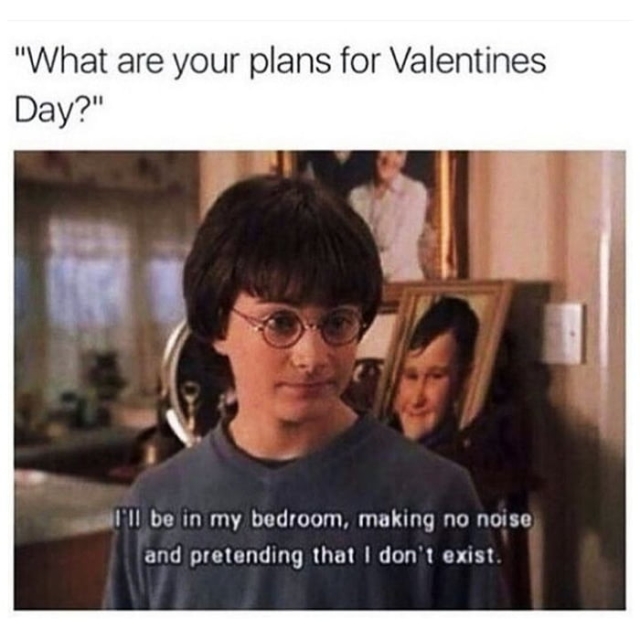 "What are your plans for Valentines
Day?"
I'll be in my bedroom, making no noise
and pretending that I don't exist.